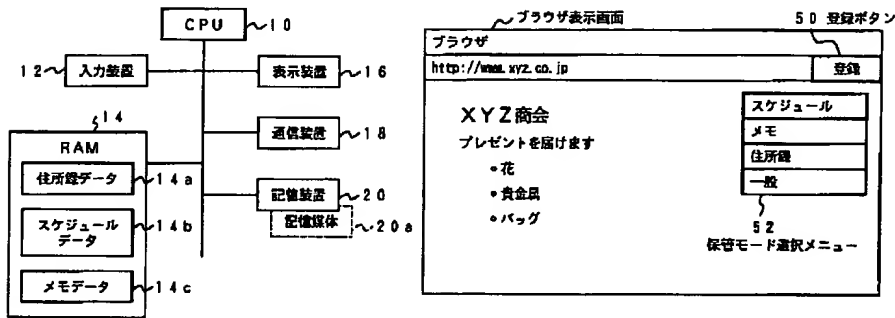 CPU
10
12
入力装置
表示装置
16
14
通信装置
18
RAM
住所録データ
14a
記憶装置
20
記憶媒体
20a
スケジュール
データ
14b
メモデータ
14c
ブラウザ表示画面
50 登録ボタン
ブラウザ
http://www.xyz.co.jp
登録
XYZ商会
プレゼントを届けます
•花
•貴金属
•バッグ
スケジュール
メモ
住所録
一般
52
保管モード選択メニュー